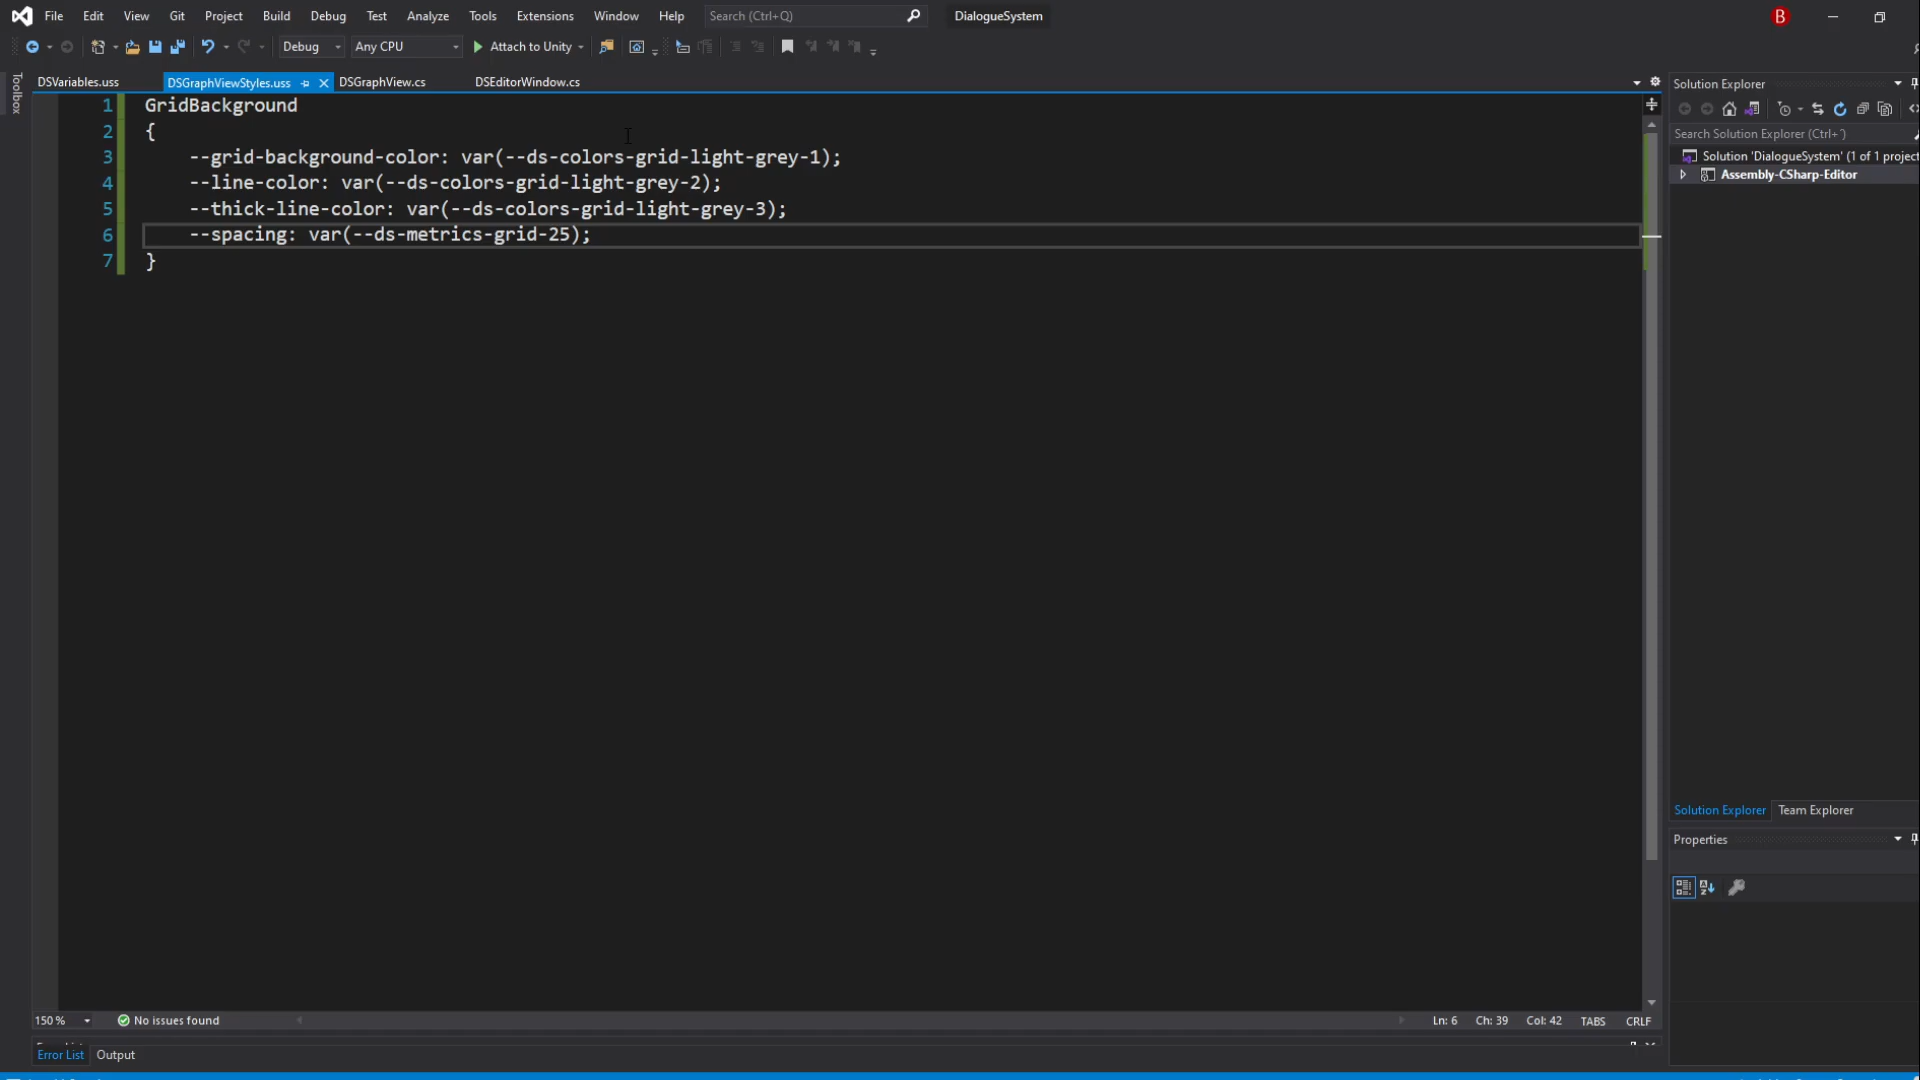 File Edit View Git Project Build Debug Test Analyze Tools Extensions Window Help Search (Ctrl+Q) DialogueSystem B
Debug Any CPU Attach to Unity
Toolbox
DSVariables.uss DSGraphViewStyles.uss DSGraphView.cs DSEditorWindow.cs
1 GridBackground
2 {
3 --grid-background-color: var(--ds-colors-grid-light-grey-1);
4 --line-color: var(--ds-colors-grid-light-grey-2);
5 --thick-line-color: var(--ds-colors-grid-light-grey-3);
6 --spacing: var(--ds-metrics-grid-25);
7 }
Solution Explorer
Search Solution Explorer (Ctrl+´)
Solution 'DialogueSystem' (1 of 1 project
Assembly-CSharp-Editor
Solution Explorer Team Explorer
Properties
150 % No issues found Ln: 6 Ch: 39 Col: 42 TABS CRLF
Error List Output